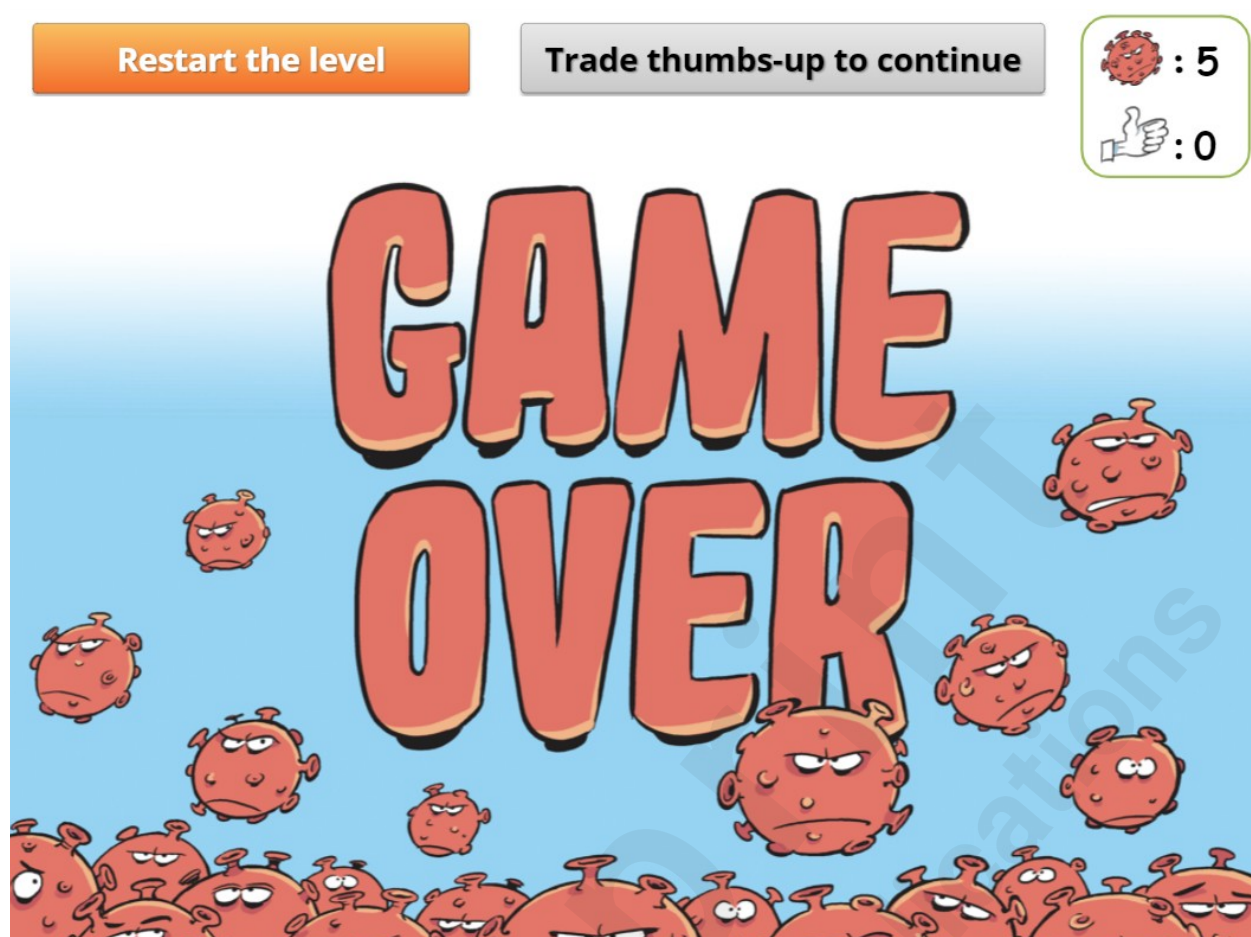 Restart the level
Trade thumbs-up to continue
: 5
: 0
GAME
OVER